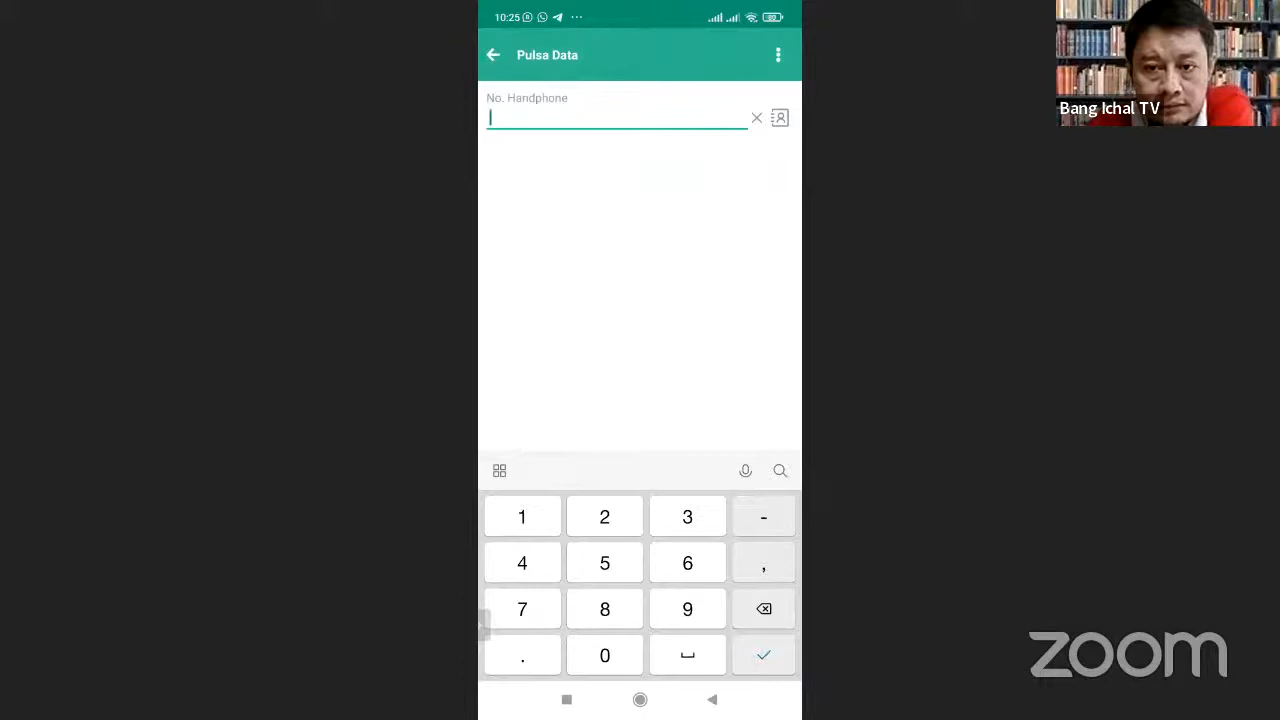 10:25
80
Pulsa Data
No. Handphone
Bang Ichal TV
1 2 3 -
4 5 6 ,
7 8 9
. 0
zoom